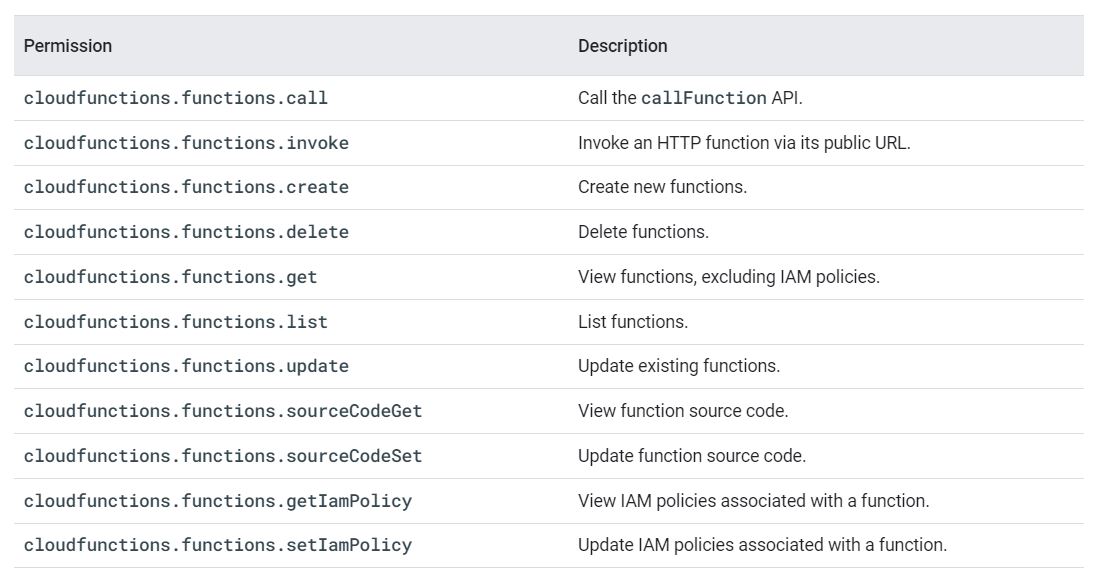 Permission Description
cloudfunctions.functions.call Call the callFunction API.
cloudfunctions.functions.invoke Invoke an HTTP function via its public URL.
cloudfunctions.functions.create Create new functions.
cloudfunctions.functions.delete Delete functions.
cloudfunctions.functions.get View functions, excluding IAM policies.
cloudfunctions.functions.list List functions.
cloudfunctions.functions.update Update existing functions.
cloudfunctions.functions.sourceCodeGet View function source code.
cloudfunctions.functions.sourceCodeSet Update function source code.
cloudfunctions.functions.getIamPolicy View IAM policies associated with a function.
cloudfunctions.functions.setIamPolicy Update IAM policies associated with a function.